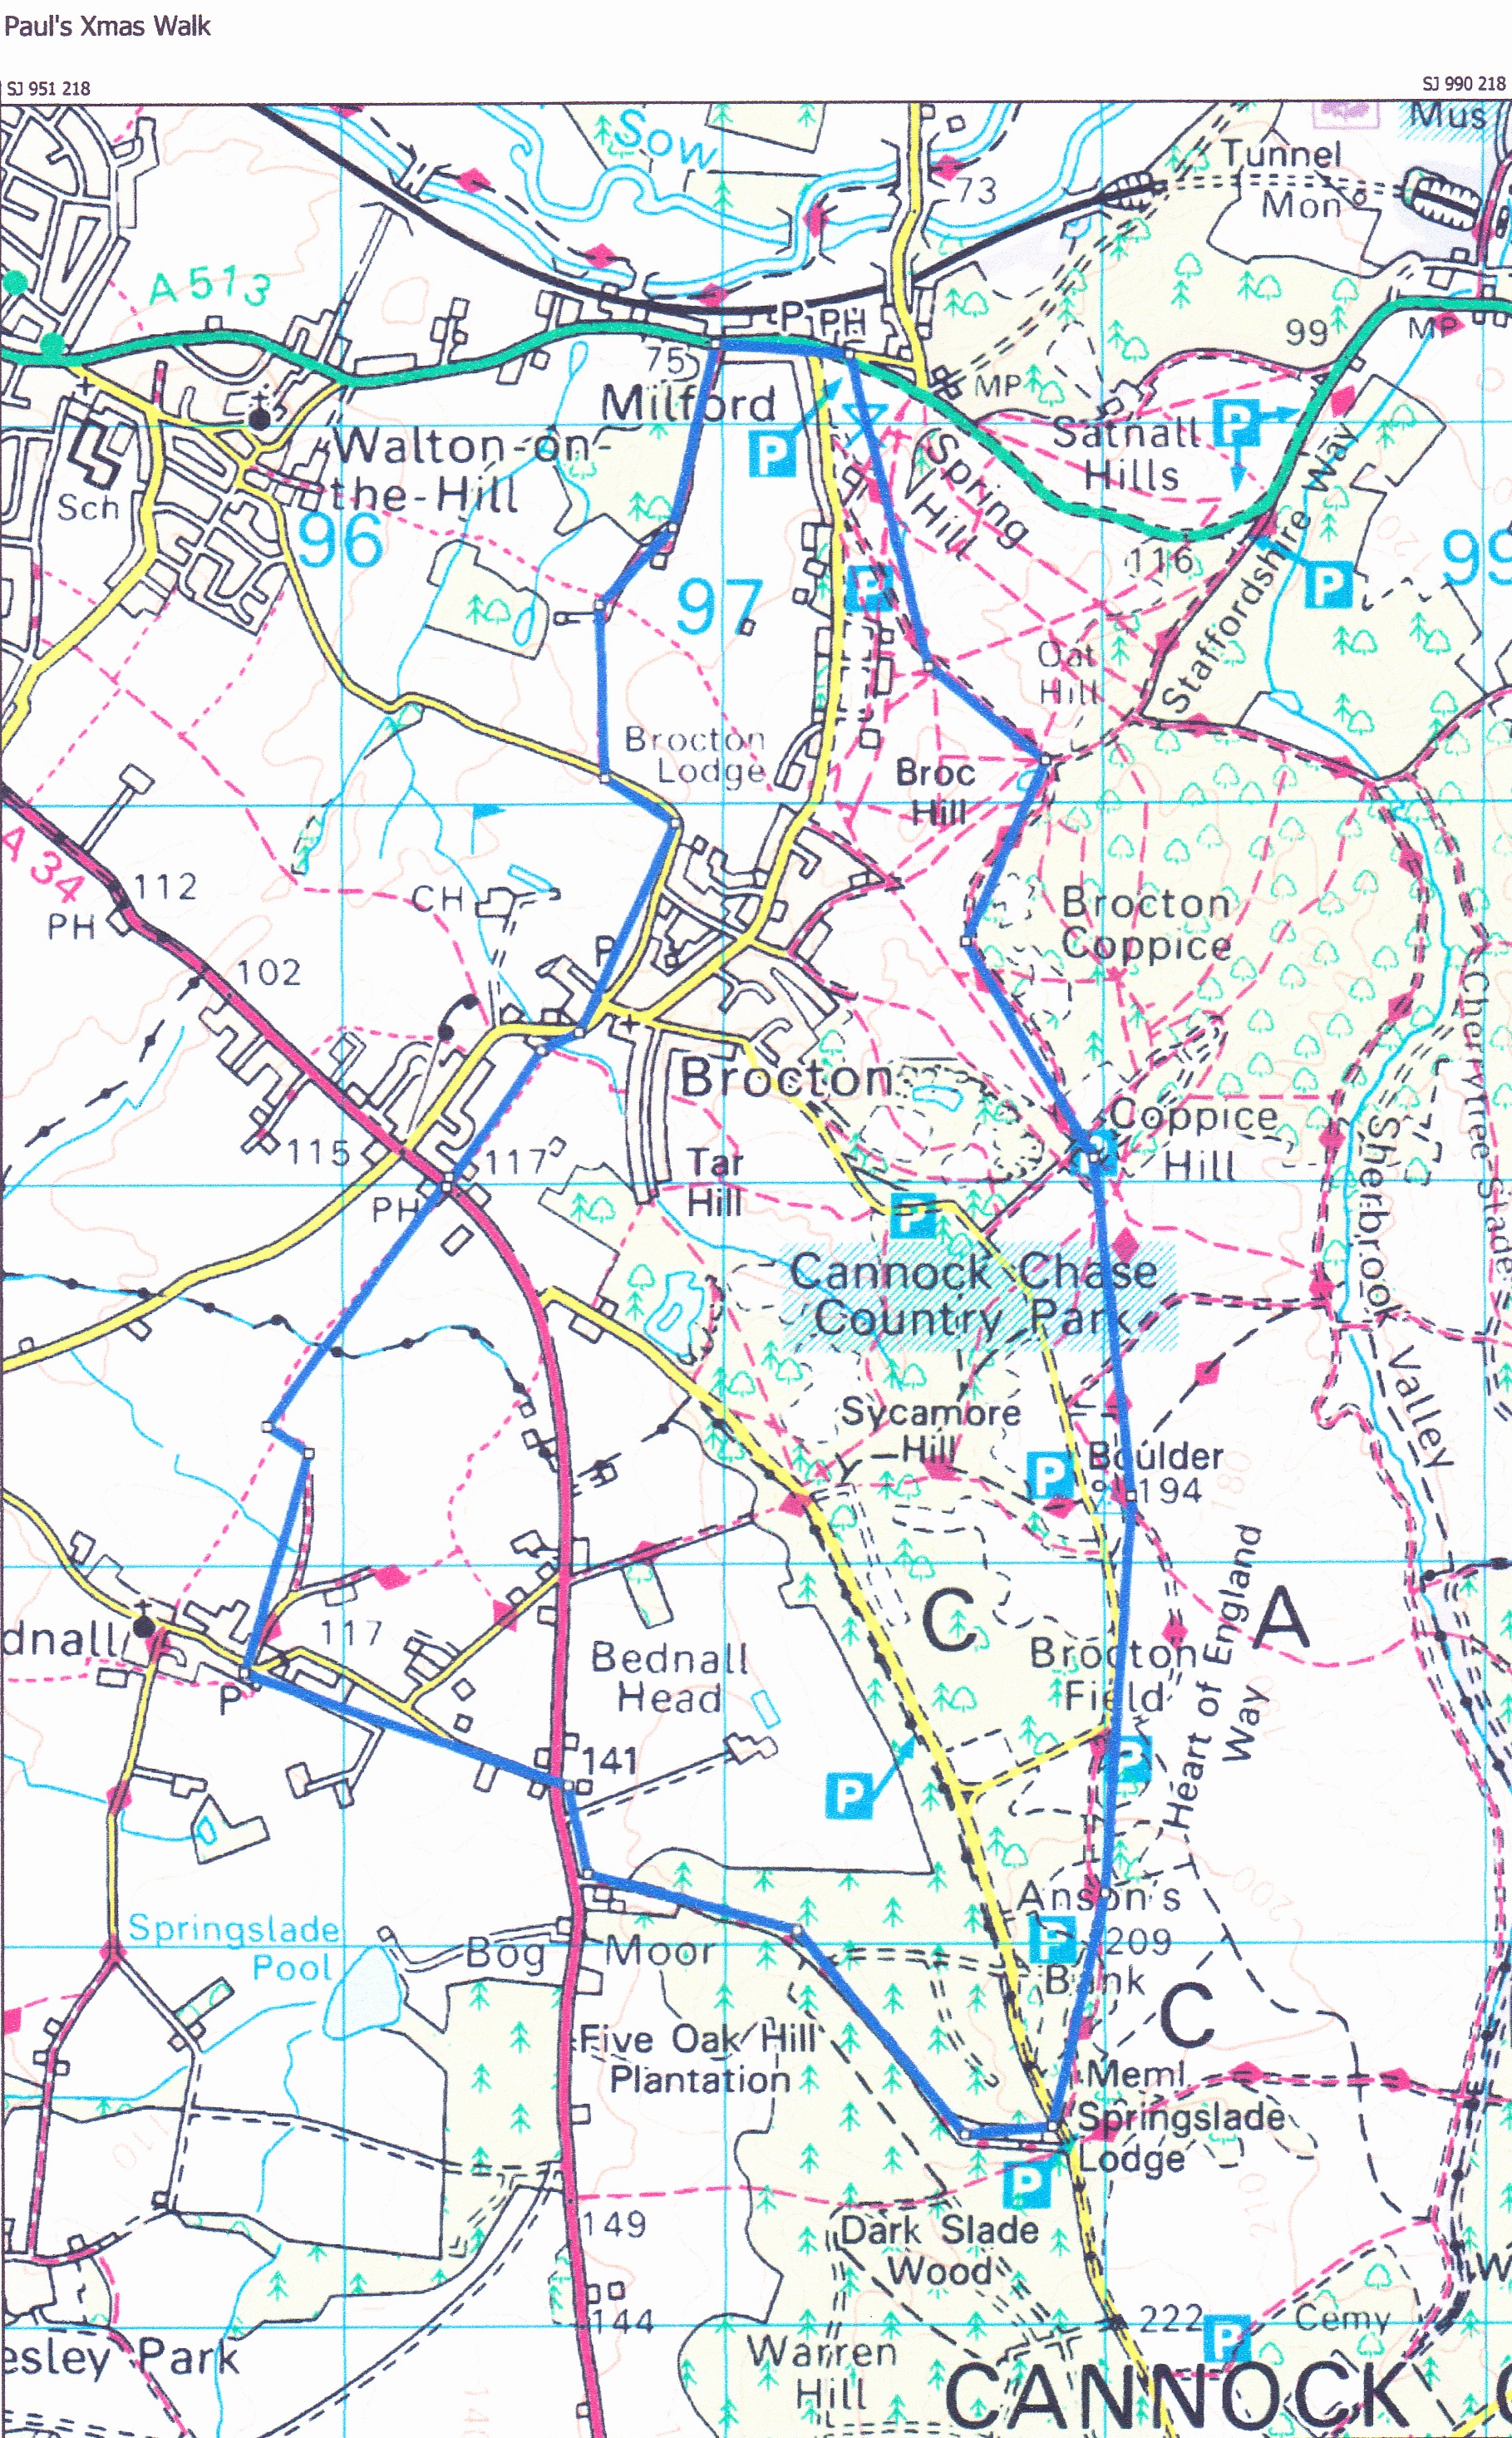 Paul's Xmas Walk
SJ 951 218
SJ 990 218
Mus
Sow
Tunnel
73
Mon
A 513
P
PH
99
MP
75
MP
Milford
P
P
Satnall
Hills
Walton-on-
the-Hill
Spring
Hill
Sch
96
116
Staffordshire Way
99
97
P
P
Oat
Hill
Brocton
Lodge
Broc
Hill
A 34
112
PH
CH
Brocton
Coppice
P
102
Cherrytree Slade
Brocton
Coppice
Hill
115
117
Tar
Hill
P
PH
P
Sherbrook
Valley
Cannock Chase
Country Park
Sycamore
Hill
P
Boulder
194
180
C
A
dnall
117
Brocton
Field
Heart of England
Way
Bednall
Head
P
141
P
P
Anson's
200
Springslade
Pool
Bog
Moor
P
209
Bank
C
Five Oak Hill
Plantation
Meml
Springslade
Lodge
P
149
Dark Slade
Wood
210
144
222
P
Cemy
W
esley Park
Warren
Hill
CANNOCK